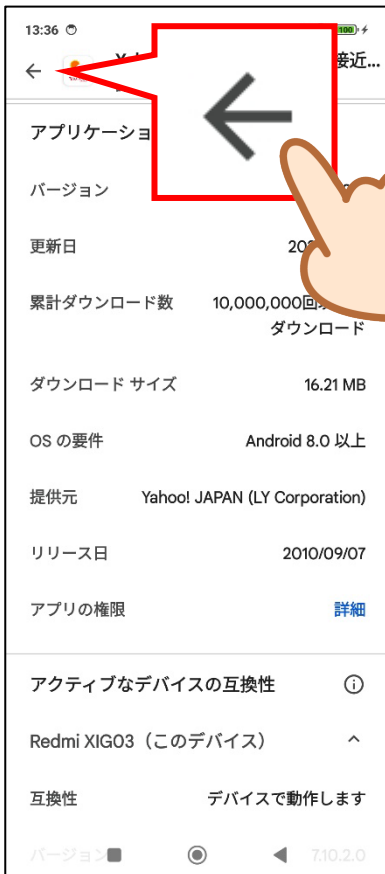 13:36
100
接近...
アプリケーショ
バージョン
更新日
20
累計ダウンロード数 10,000,000回
ダウンロード
ダウンロード サイズ 16.21 MB
OS の要件 Android 8.0 以上
提供元 Yahoo! JAPAN (LY Corporation)
リリース日 2010/09/07
アプリの権限 詳細
アクティブなデバイスの互換性
Redmi XIG03（このデバイス）
互換性 デバイスで動作します
バージョン 7.10.2.0